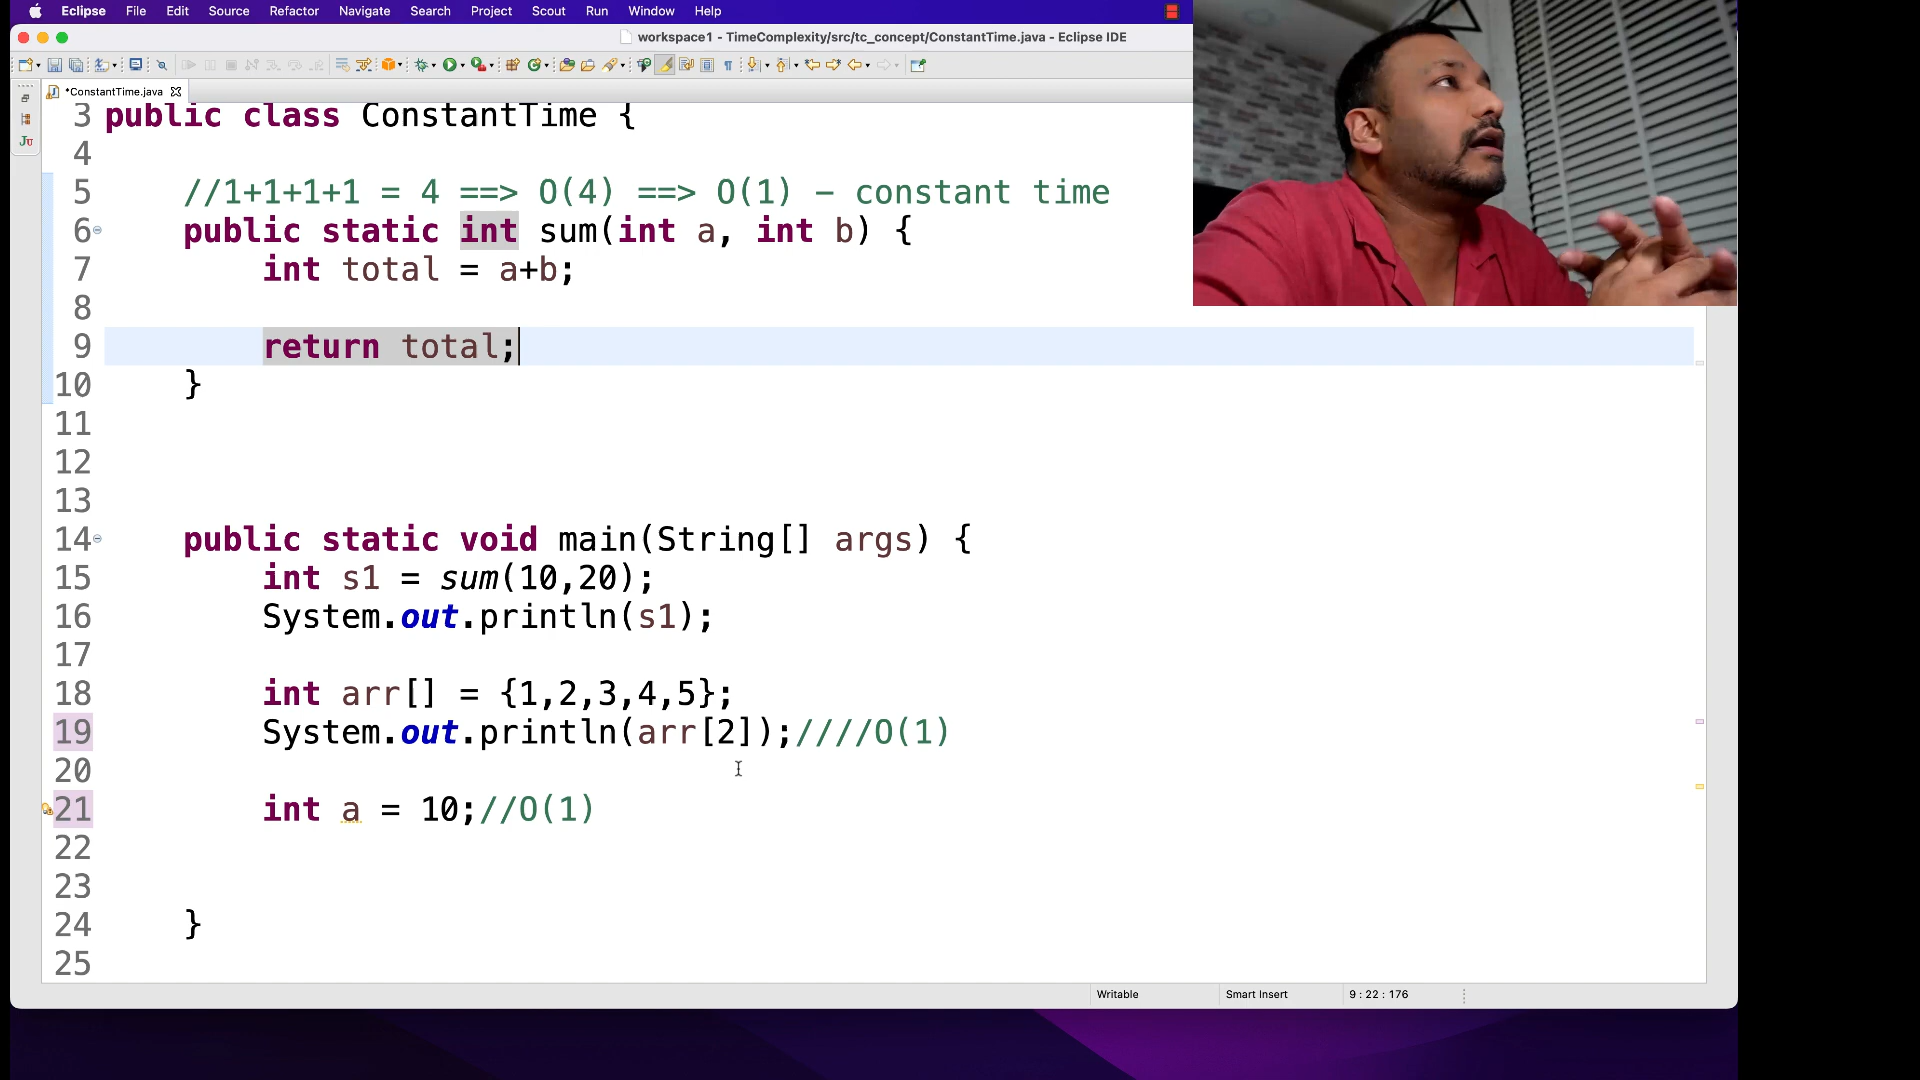 Eclipse File Edit Source Refactor Navigate Search Project Scout Run Window Help
workspace1 - TimeComplexity/src/tc_concept/ConstantTime.java - Eclipse IDE
*ConstantTime.java
3 public class ConstantTime {
4
5 //1+1+1+1 = 4 ==> O(4) ==> O(1) - constant time
6 public static int sum(int a, int b) {
7 int total = a+b;
8
9 return total;
10 }
11
12
13
14 public static void main(String[] args) {
15 int s1 = sum(10,20);
16 System.out.println(s1);
17
18 int arr[] = {1,2,3,4,5};
19 System.out.println(arr[2]);////O(1)
20
21 int a = 10;//O(1)
22
23
24 }
25
Writable Smart Insert 9 : 22 : 176